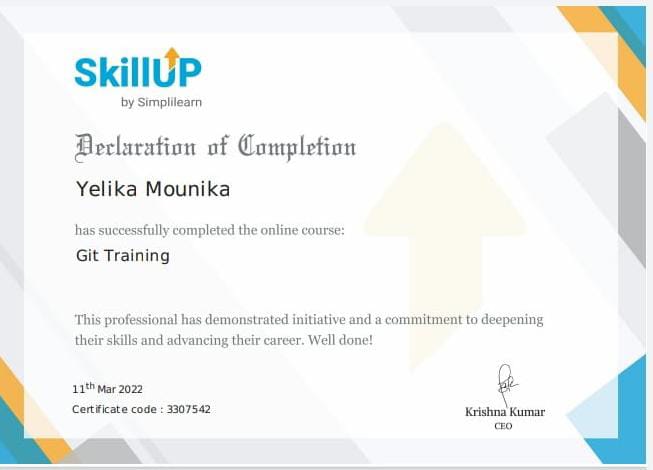 SkillUP
by Simplilearn
Declaration of Completion
Yelika Mounika
has successfully completed the online course:
Git Training
This professional has demonstrated initiative and a commitment to deepening
their skills and advancing their career. Well done!
11th Mar 2022
Certificate code : 3307542
Krishna Kumar
CEO